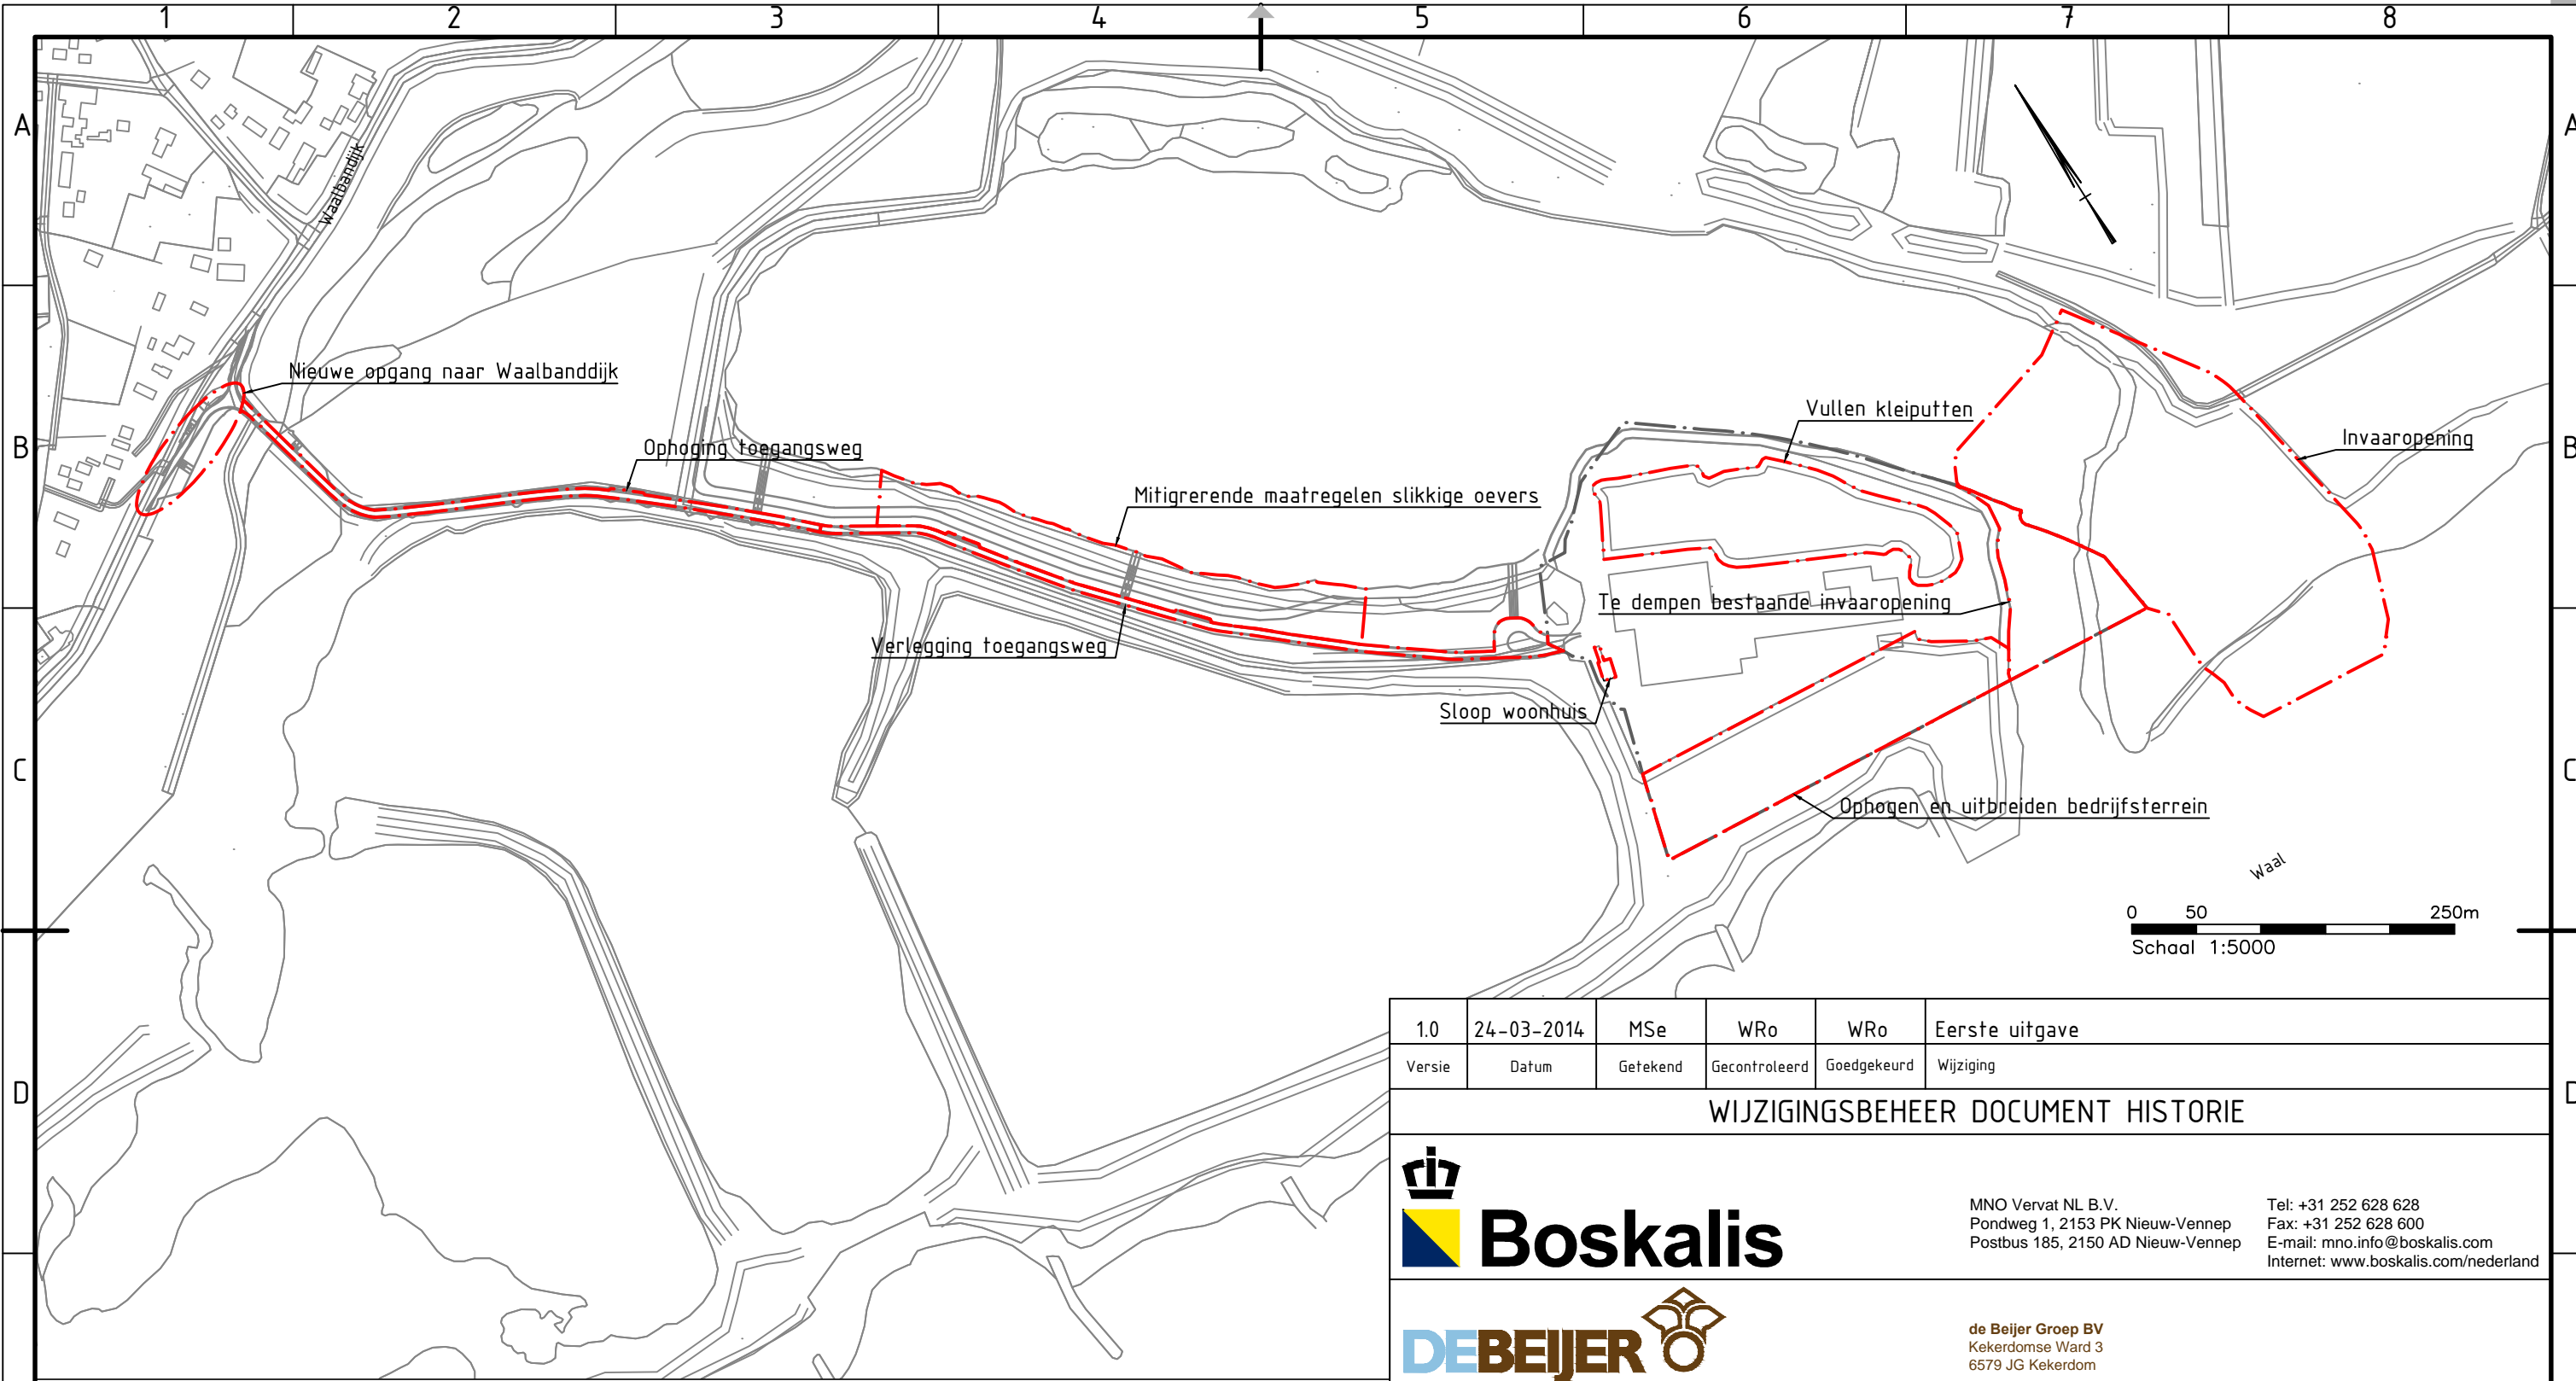 1 2 3 4 5 6 7 8
A A
Waalbandijk
Nieuwe opgang naar Waalbanddijk
Vullen kleiputten
B B
Ophoging toegangsweg
Invaaropening
Mitigrerende maatregelen slikkige oevers
Te dempen bestaande invaaropening
Verlegging toegangsweg
Sloop woonhuis
C C
Ophogen en uitbreiden bedrijfsterrein
Waal
0 50 250m
Schaal 1:5000
1.0 24-03-2014 MSe WRo WRo Eerste uitgave
Versie Datum Getekend Gecontroleerd Goedgekeurd Wijziging
D D
WIJZIGINGSBEHEER DOCUMENT HISTORIE
Boskalis
MNO Vervat NL B.V.
Pondweg 1, 2153 PK Nieuw-Vennep
Postbus 185, 2150 AD Nieuw-Vennep
Tel: +31 252 628 628
Fax: +31 252 628 600
E-mail: mno.info@boskalis.com
Internet: www.boskalis.com/nederland
DEBEIJER
de Beijer Groep BV
Kekerdomse Ward 3
6579 JG Kekerdom